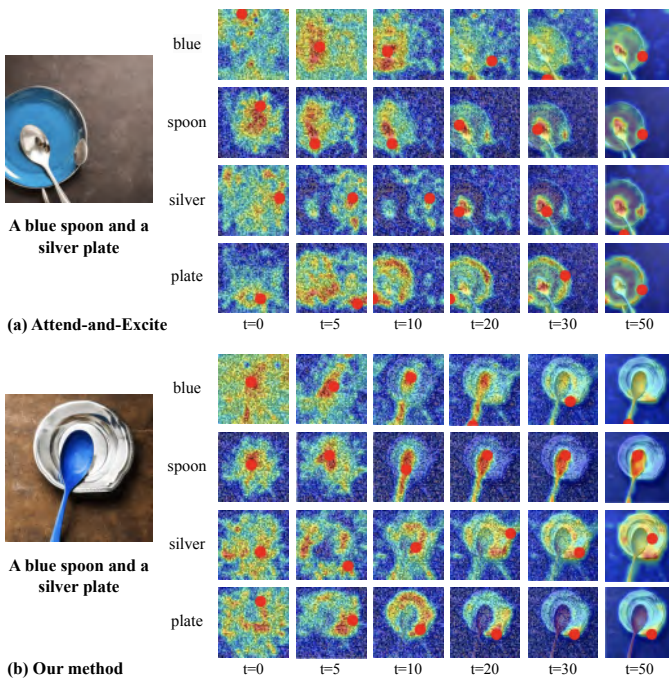 blue
spoon
silver
A blue spoon and a
silver plate
plate
(a) Attend-and-Excite
t=0 t=5 t=10 t=20 t=30 t=50
blue
spoon
silver
A blue spoon and a
silver plate
plate
(b) Our method
t=0 t=5 t=10 t=20 t=30 t=50